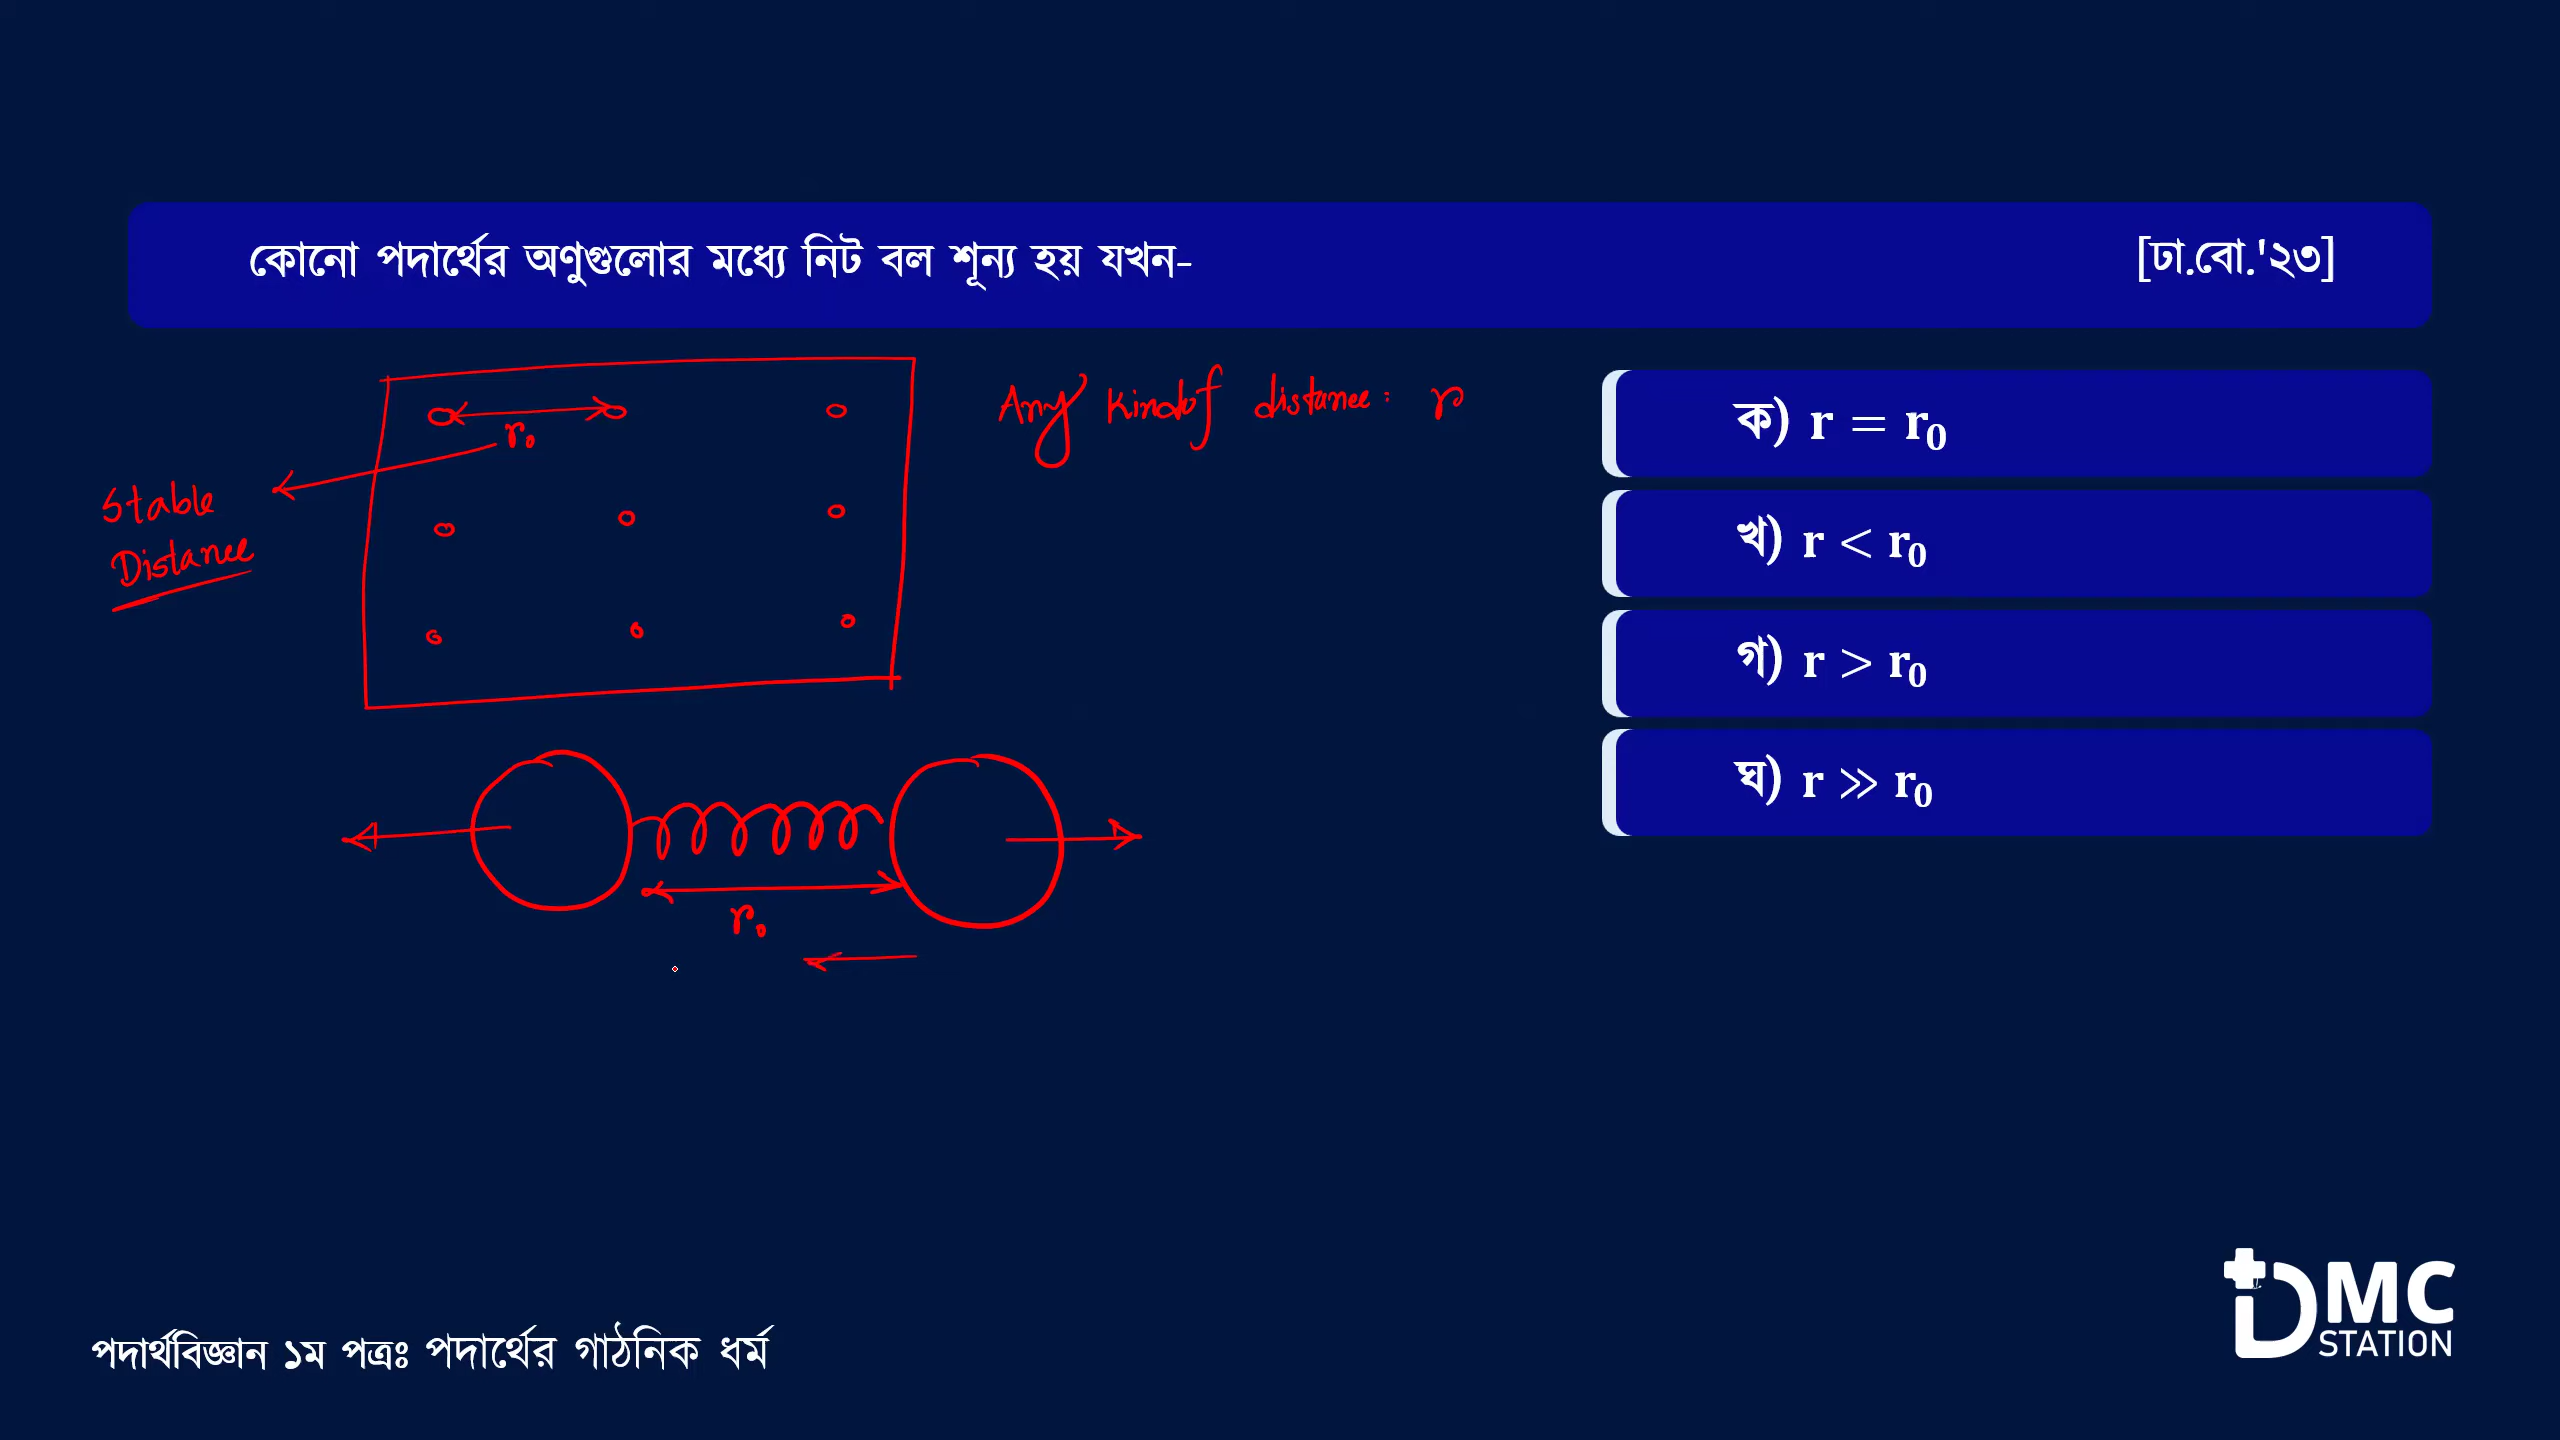 কোনো পদার্থের অণুগুলোর মধ্যে নিট বল শূন্য হয় যখন- [ঢা.বো.'২৩]
Any kind of distance: r
r₀
Stable
Distance
ক) r = r₀
খ) r < r₀
গ) r > r₀
ঘ) r ≫ r₀
r₀
পদার্থবিজ্ঞান ১ম পত্রঃ পদার্থের গাঠনিক ধর্ম
DMC
STATION